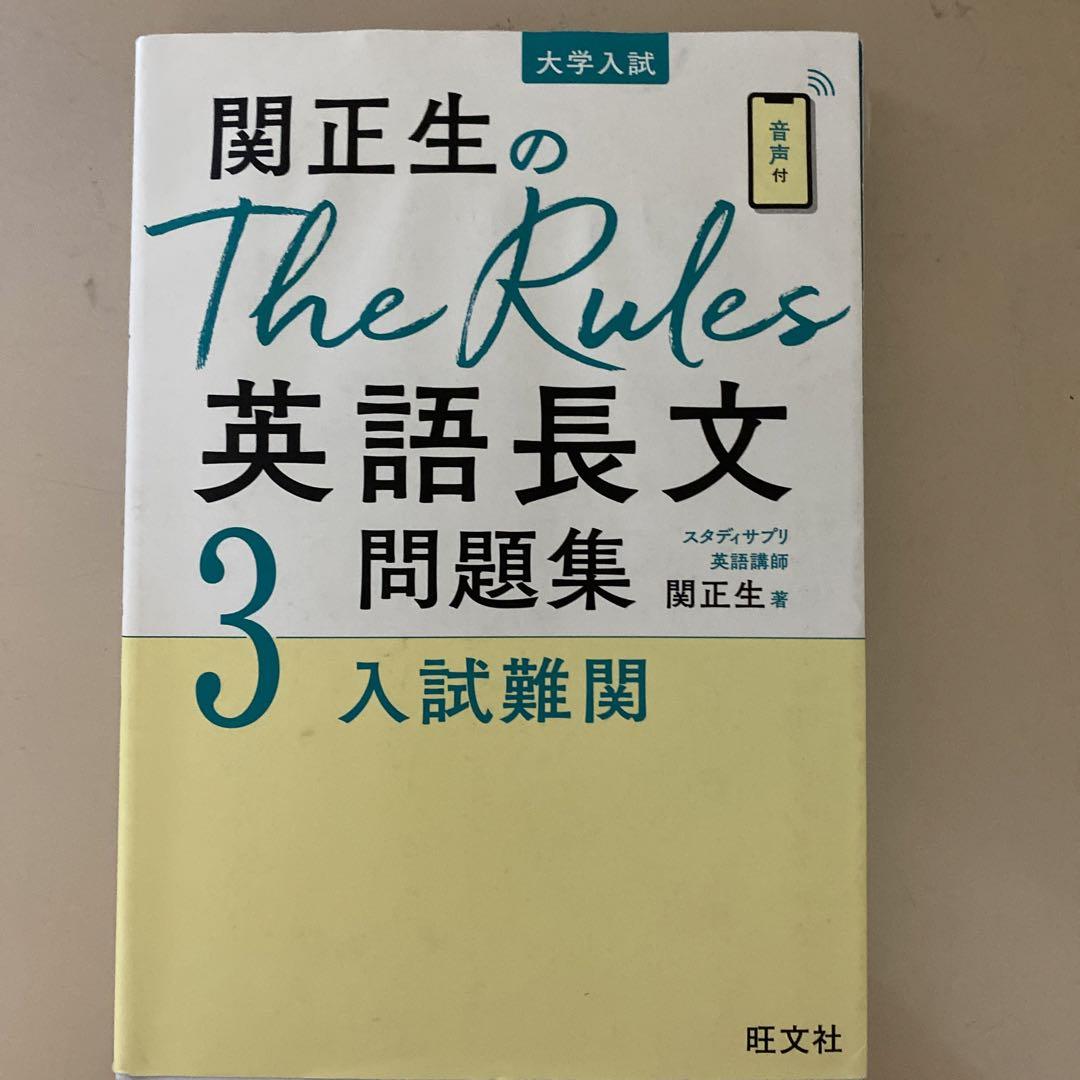 大学入試
音声付
関正生の
The Rules
英語長文
問題集
3
スタディサプリ
英語講師
関正生 著
入試難関
旺文社